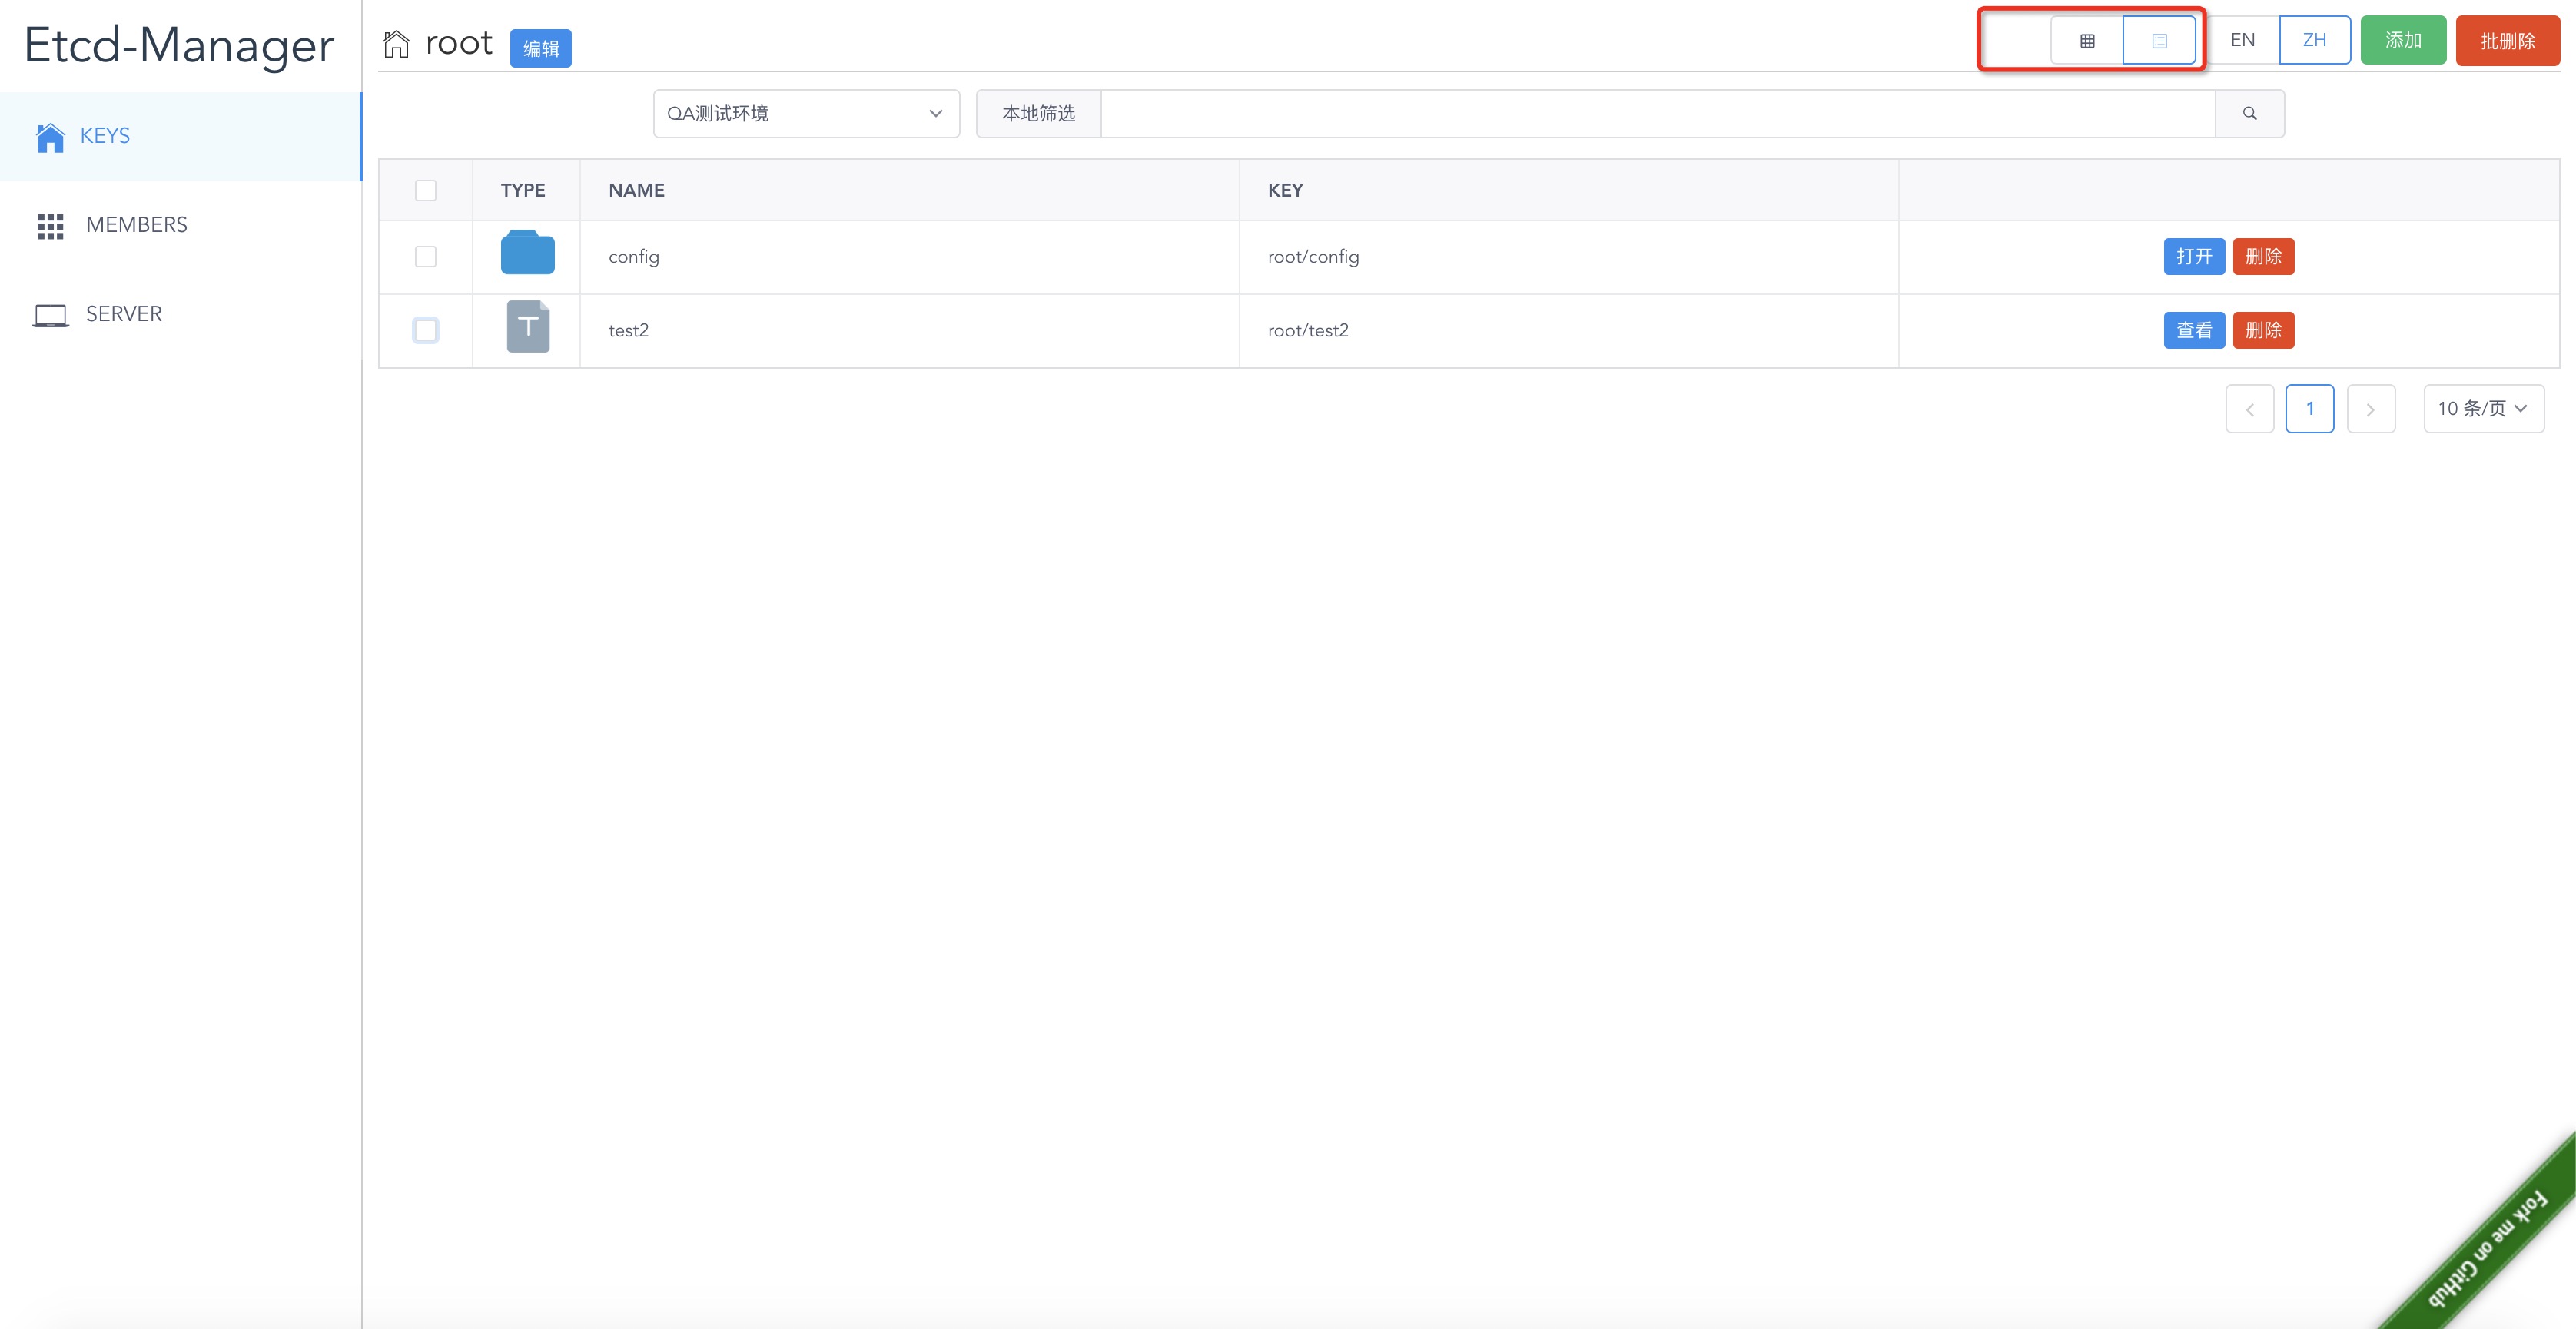 Etcd-Manager
root 编辑
EN ZH 添加 批删除
KEYS
MEMBERS
SERVER
QA测试环境 本地筛选
TYPE NAME KEY
config root/config 打开 删除
T test2 root/test2 查看 删除
1 10 条/页
Fork me on GitHub